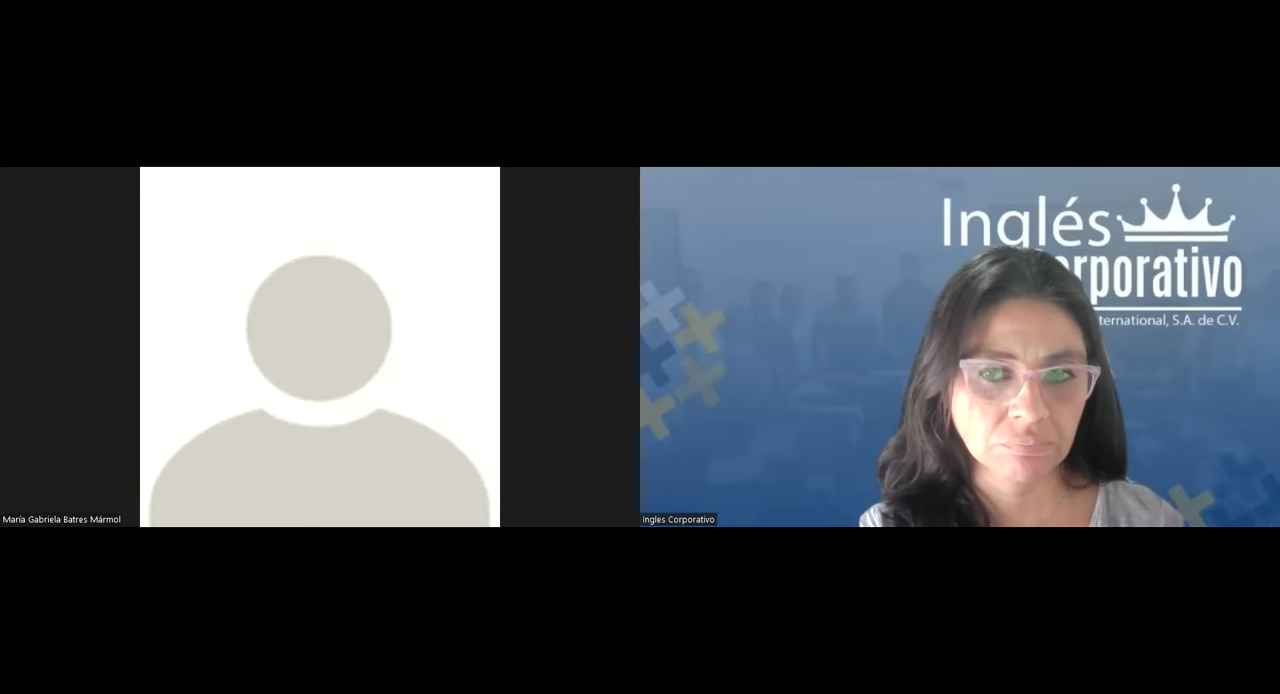 Inglés
rporativo
ternational, S.A. de C.V.
María Gabriela Batres Mármol
Ingles Corporativo